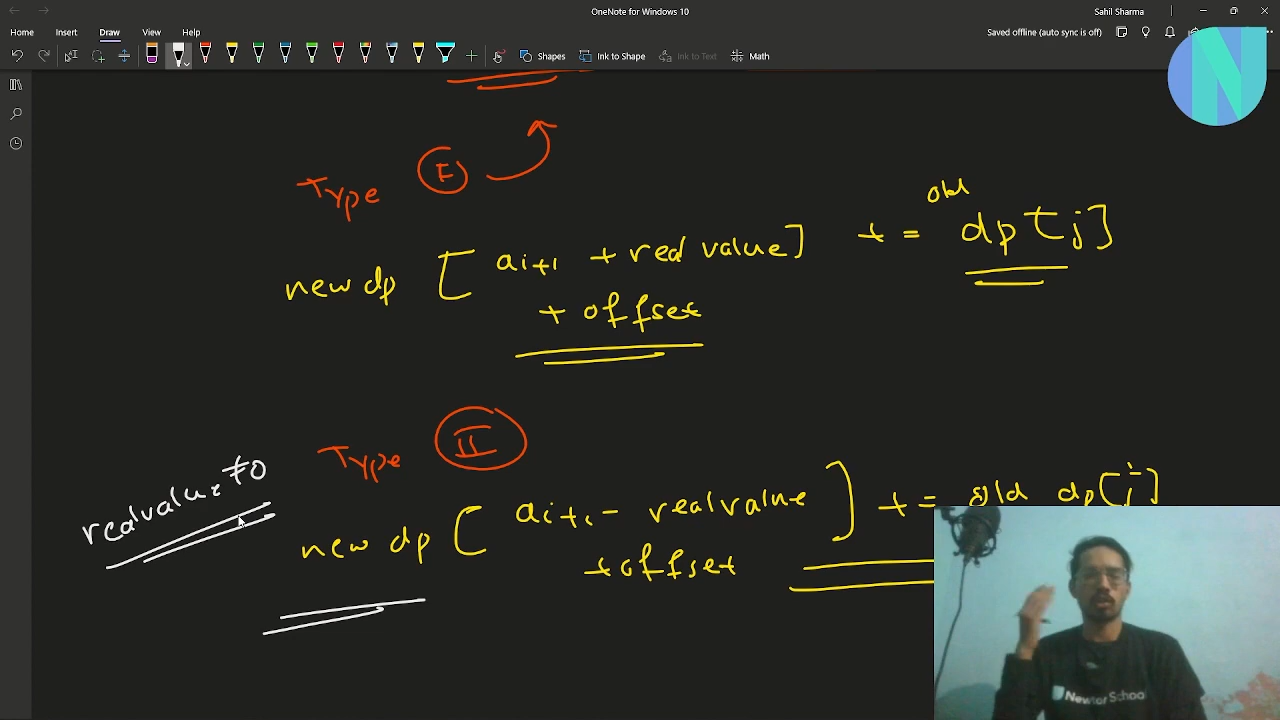 OneNote for Windows 10
Sahil Sharma
Home Insert Draw View Help
Saved offline (auto sync is off)
Shapes Ink to Shape Ink to Text Math
Type I
old
new dp [ ai+1 + real value] += dp[j]
+ offset
Type II
realvalue ≠0
new dp [ ai+1 - realvalue ] += old dp[j]
+offset
Newton School